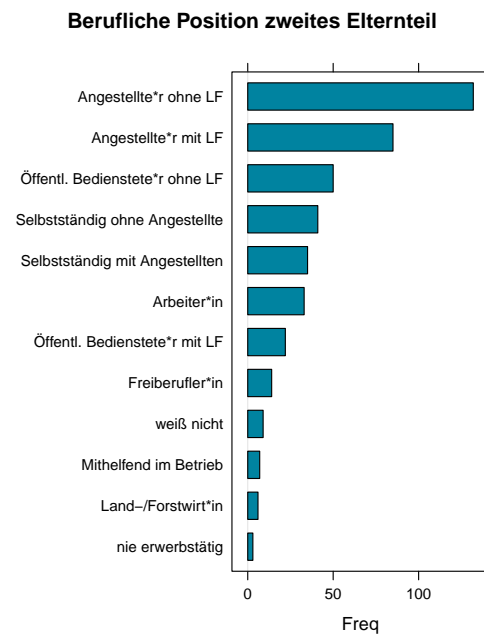 Berufliche Position zweites Elternteil
Angestellte*r ohne LF
Angestellte*r mit LF
Öffentl. Bedienstete*r ohne LF
Selbstständig ohne Angestellte
Selbstständig mit Angestellten
Arbeiter*in
Öffentl. Bedienstete*r mit LF
Freiberufler*in
weiß nicht
Mithelfend im Betrieb
Land−/Forstwirt*in
nie erwerbstätig
0 50 100
Freq